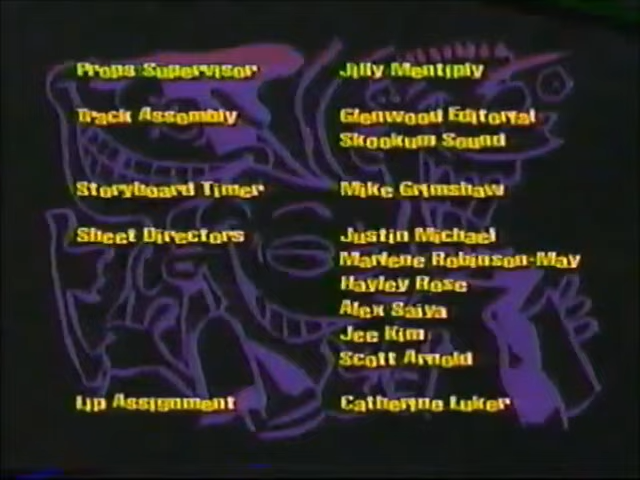 Props Supervisor Jilly Mentiply
Track Assembly Glenwood Editorial
Skookum Sound
Storyboard Timer Mike Grimshaw
Sheet Directors Justin Michael
Marlene Robinson-May
Hayley Rose
Alex Saiya
Jee Kim
Scott Arnold
Lip Assignment Catherine Luker